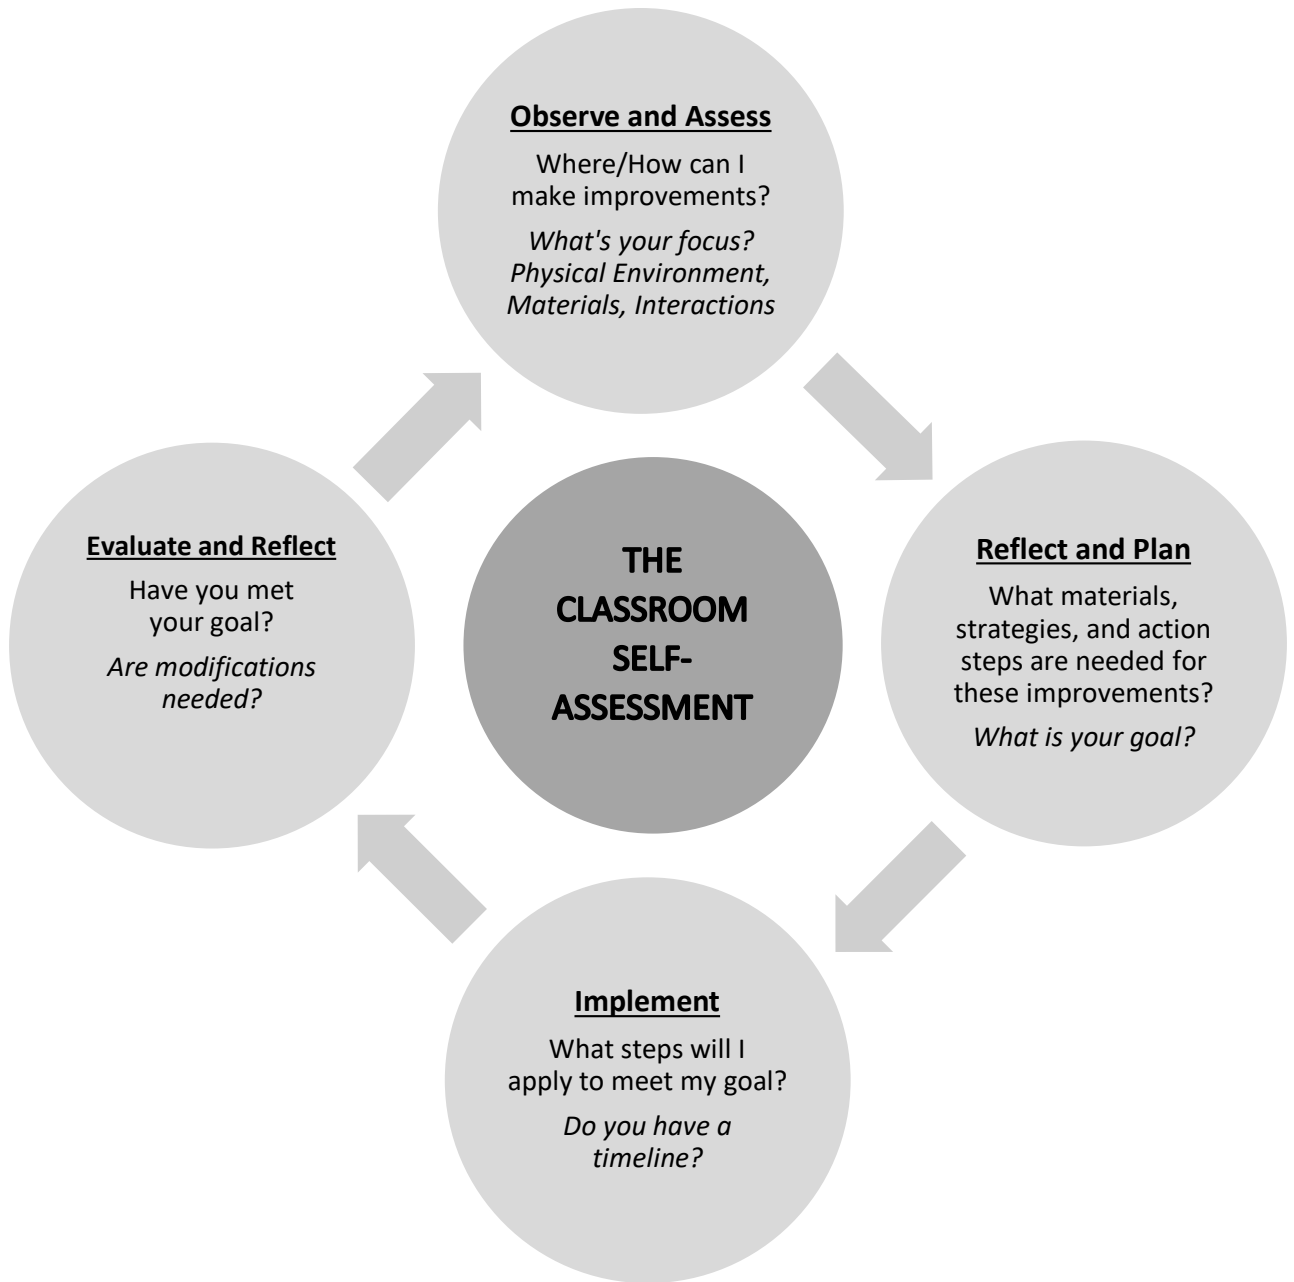 Observe and Assess
Where/How can I
make improvements?
What's your focus?
Physical Environment,
Materials, Interactions
Evaluate and Reflect
Have you met
your goal?
Are modifications
needed?
THE
CLASSROOM
SELF-
ASSESSMENT
Reflect and Plan
What materials,
strategies, and action
steps are needed for
these improvements?
What is your goal?
Implement
What steps will I
apply to meet my goal?
Do you have a
timeline?